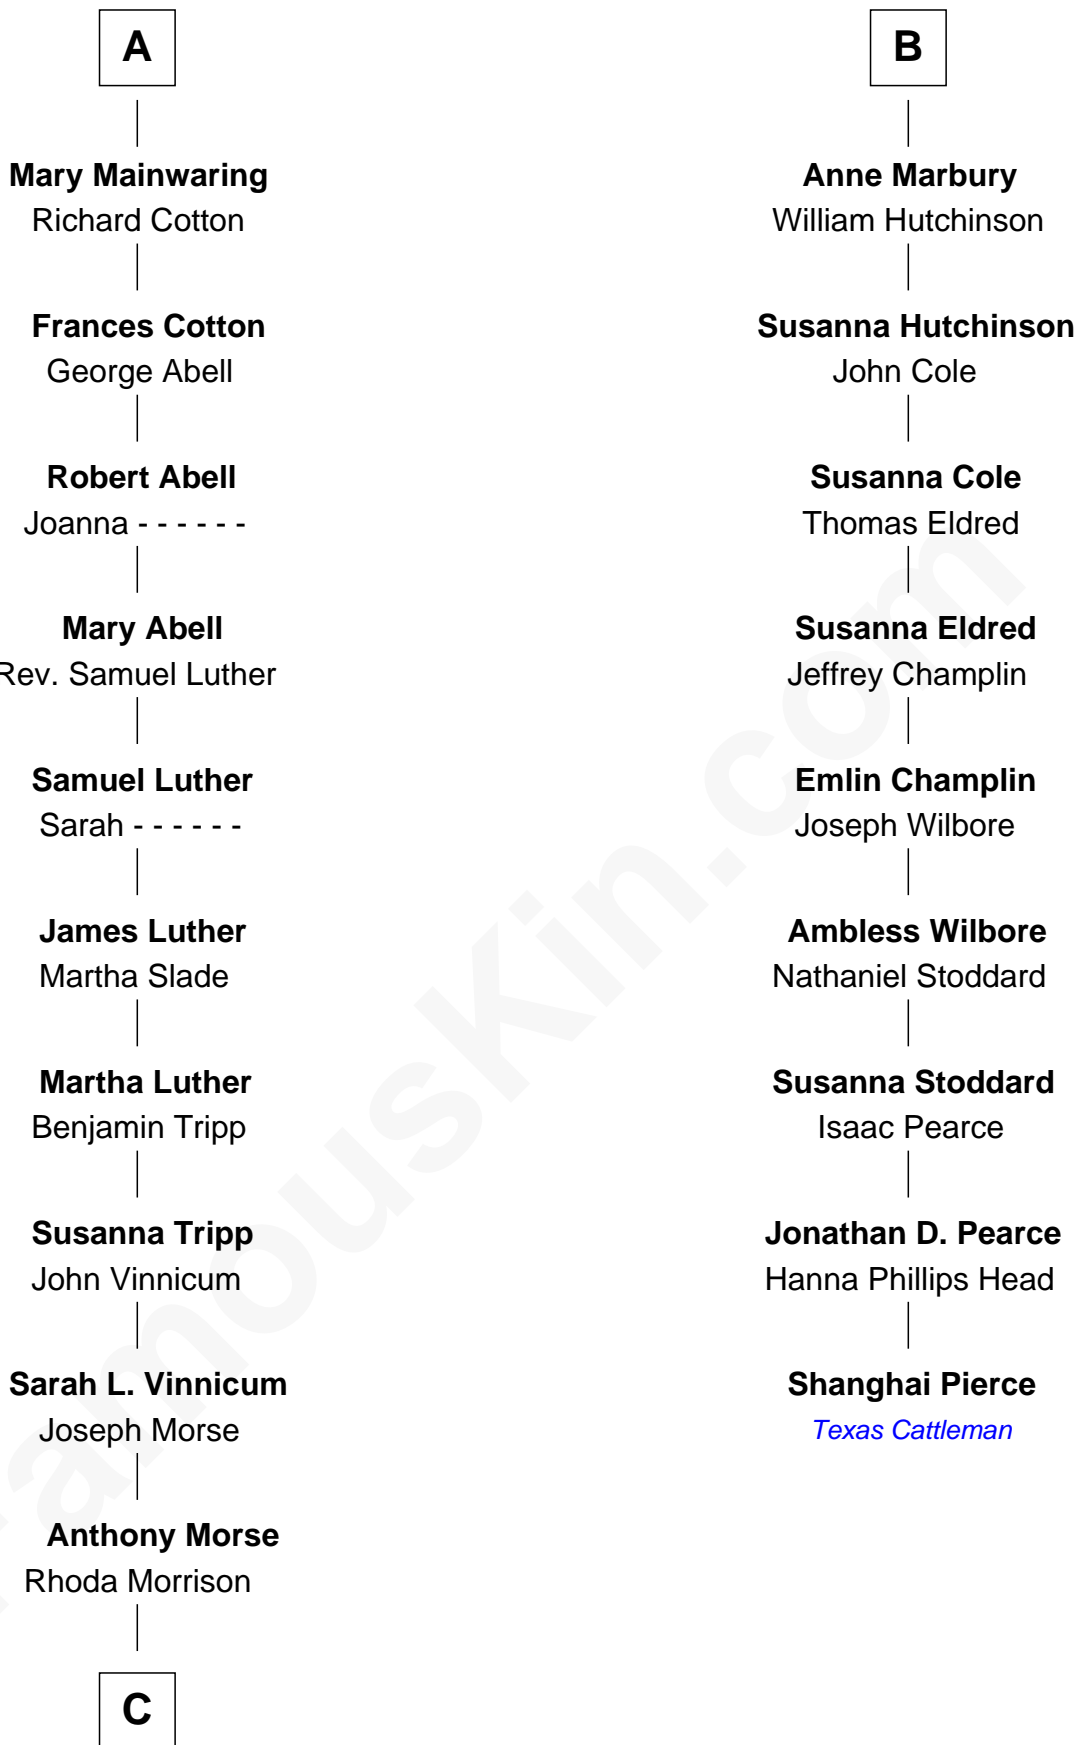 A
Mary Mainwaring
Richard Cotton
Frances Cotton
George Abell
Robert Abell
Joanna - - - - - -
Mary Abell
Rev. Samuel Luther
Samuel Luther
Sarah - - - - - -
James Luther
Martha Slade
Martha Luther
Benjamin Tripp
Susanna Tripp
John Vinnicum
Sarah L. Vinnicum
Joseph Morse
Anthony Morse
Rhoda Morrison
C
B
Anne Marbury
William Hutchinson
Susanna Hutchinson
John Cole
Susanna Cole
Thomas Eldred
Susanna Eldred
Jeffrey Champlin
Emlin Champlin
Joseph Wilbore
Ambless Wilbore
Nathaniel Stoddard
Susanna Stoddard
Isaac Pearce
Jonathan D. Pearce
Hanna Phillips Head
Shanghai Pierce
Texas Cattleman
FamousKin.com